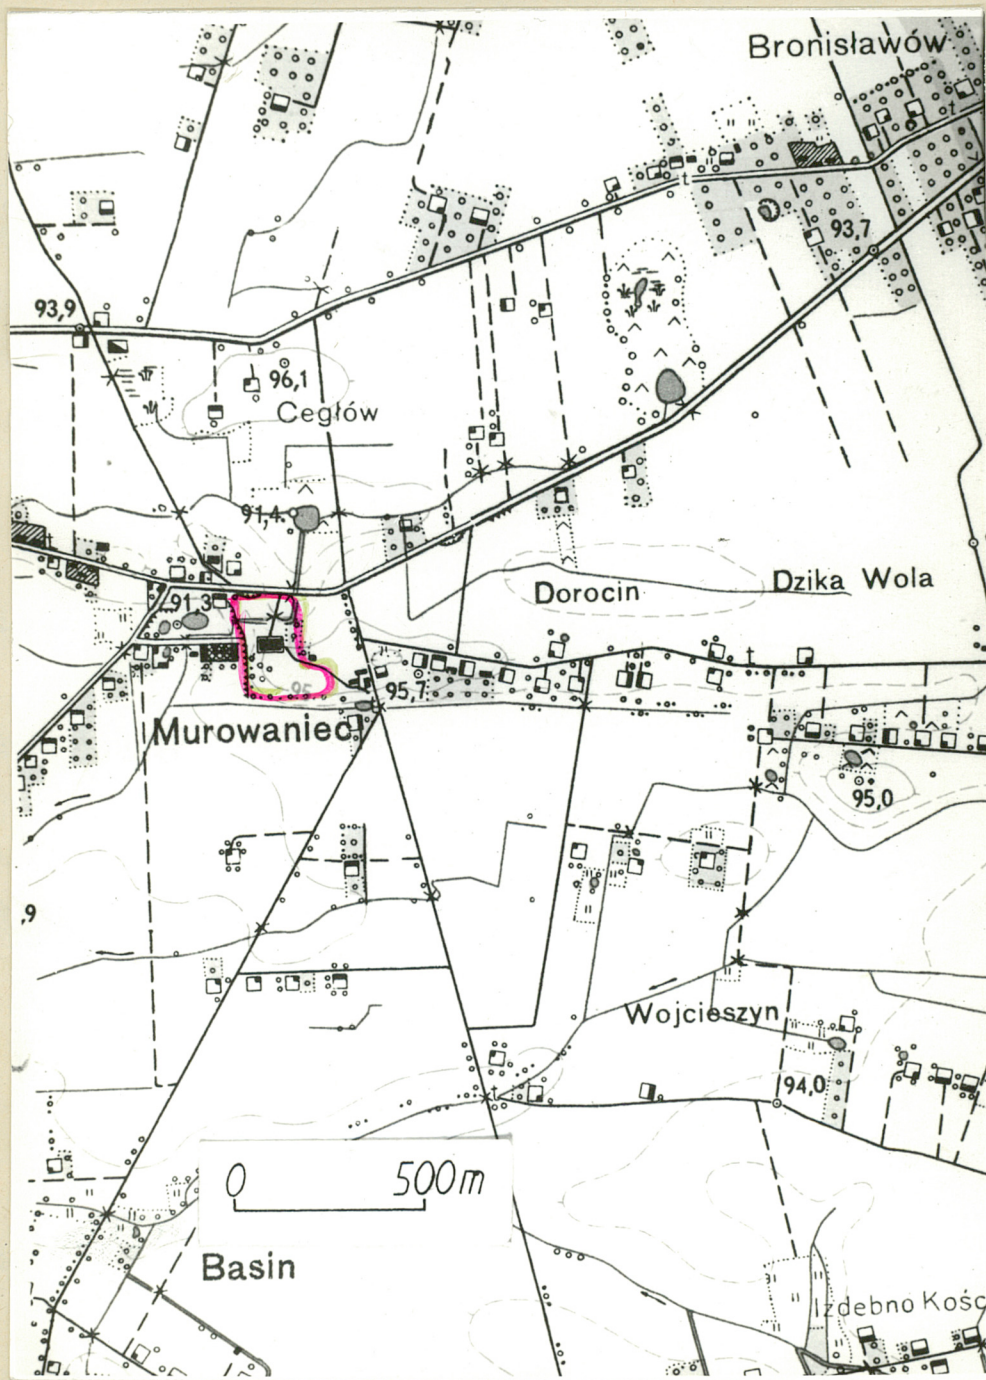 Bronisławów
t
t
93,7
93,9
96,1
Cegłów
91,4
t
Dorocin
Dzika Wola
91,3
t
95,7
Murowaniec
95,0
,9
Wojcieszyn
94,0
t
0 500m
Basin
Izdebno Kośc